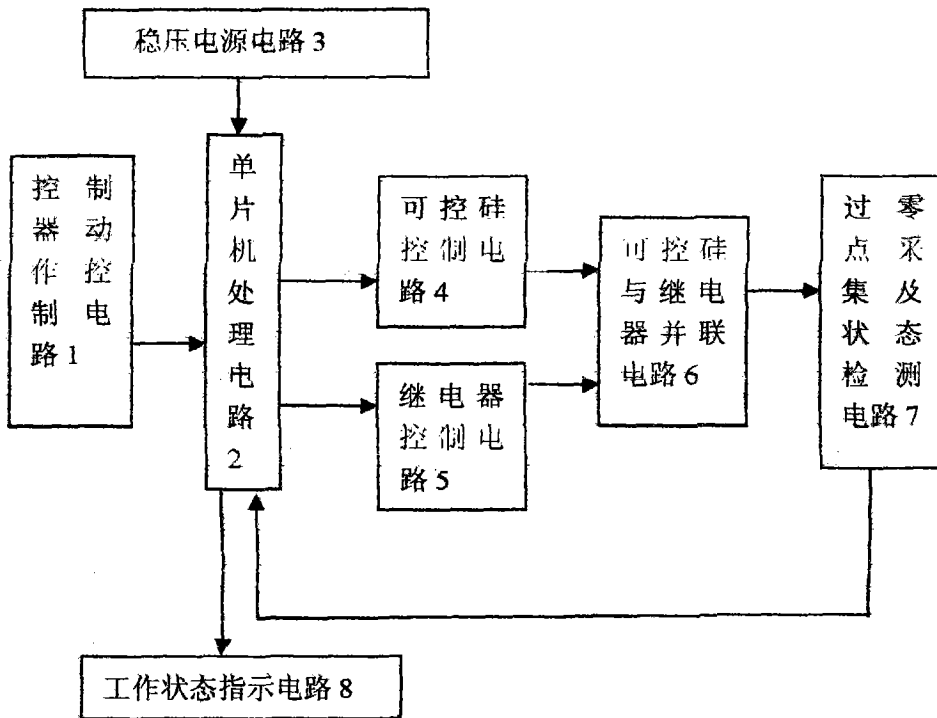 稳压电源电路3
控制
器动
作控
制电
路1
单
片
机
处
理
电
路
2
可控硅
控制电
路4
继电器
控制电
路5
可控硅
与继电
器并联
电路6
过零
点采
集及
状态
检测
电路7
工作状态指示电路8